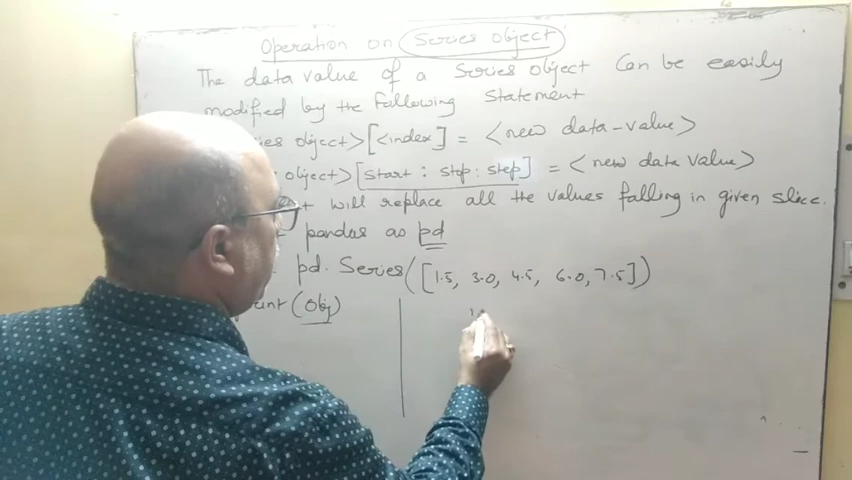 Operation on Series object
The data value of a Series object Can be easily
modified by the following Statement
object>[<index] = <new data-value>
object>[start : stop : step] = <new data value>
will replace all the values falling in given slice.
pandas as pd
pd. Series([1.5, 3.0, 4.5, 6.0, 7.5])
(Obj)